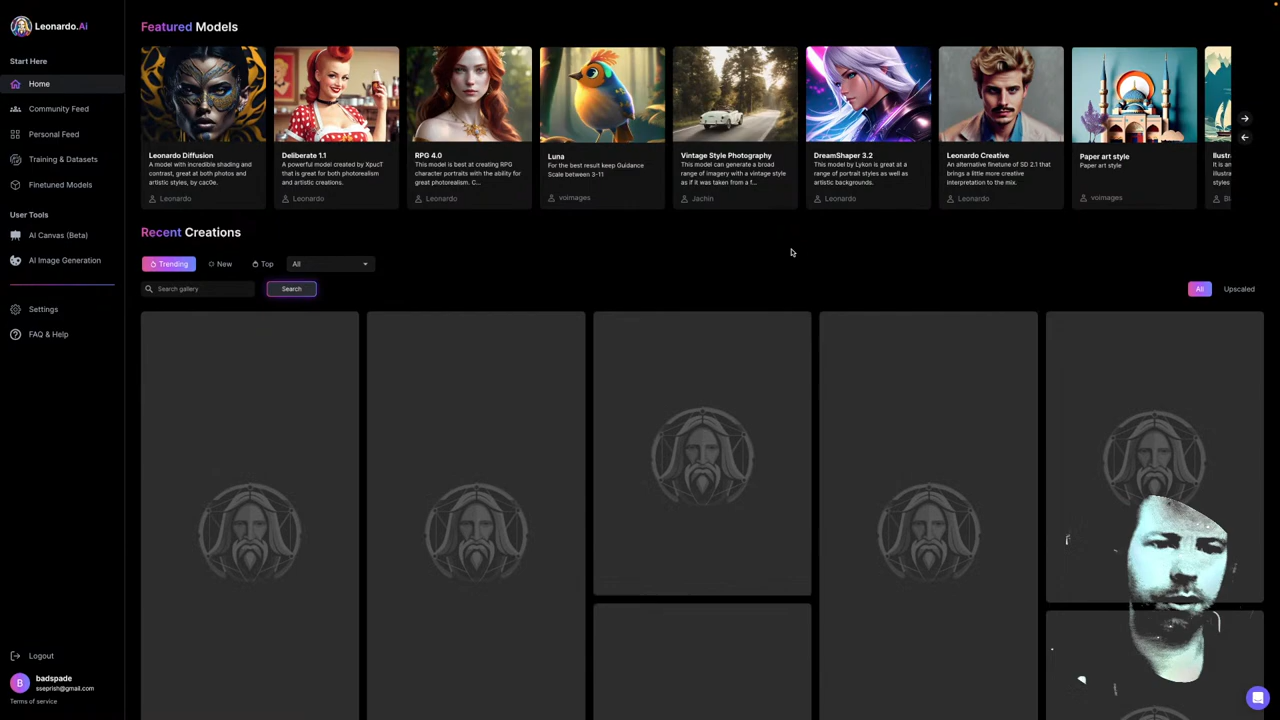 Leonardo.Ai
Start Here
Home
Community Feed
Personal Feed
Training & Datasets
Finetuned Models
User Tools
AI Canvas (Beta)
AI Image Generation
Settings
FAQ & Help
Logout
badspade
sseprish@gmail.com
Terms of service
Featured Models
Leonardo Diffusion
A model with incredible shading and
contrast, great at both photos and
artistic styles, by cac0e.
Leonardo
Deliberate 1.1
A powerful model created by XpucT
that is great for both photorealism
and artistic creations.
Leonardo
RPG 4.0
This model is best at creating RPG
character portraits with the ability for
great photorealism. C...
Leonardo
Luna
For the best result keep Guidance
Scale between 3-11
voimages
Vintage Style Photography
This model can generate a broad
range of imagery with a vintage style
as if it was taken from a f...
Jachin
DreamShaper 3.2
This model by Lykon is great at a
range of portrait styles as well as
artistic backgrounds.
Leonardo
Leonardo Creative
An alternative finetune of SD 2.1 that
brings a little more creative
interpretation to the mix.
Leonardo
Paper art style
Paper art style
voimages
Recent Creations
Trending
New
Top
All
Search gallery
Search
All
Upscaled